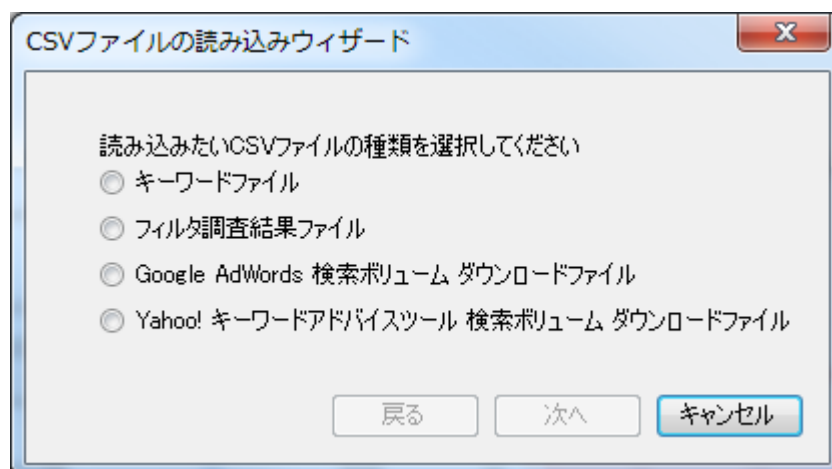 CSVファイルの読み込みウィザード
読み込みたいCSVファイルの種類を選択してください
キーワードファイル
フィルタ調査結果ファイル
Google AdWords 検索ボリューム ダウンロードファイル
Yahoo! キーワードアドバイスツール 検索ボリューム ダウンロードファイル
戻る 次へ キャンセル